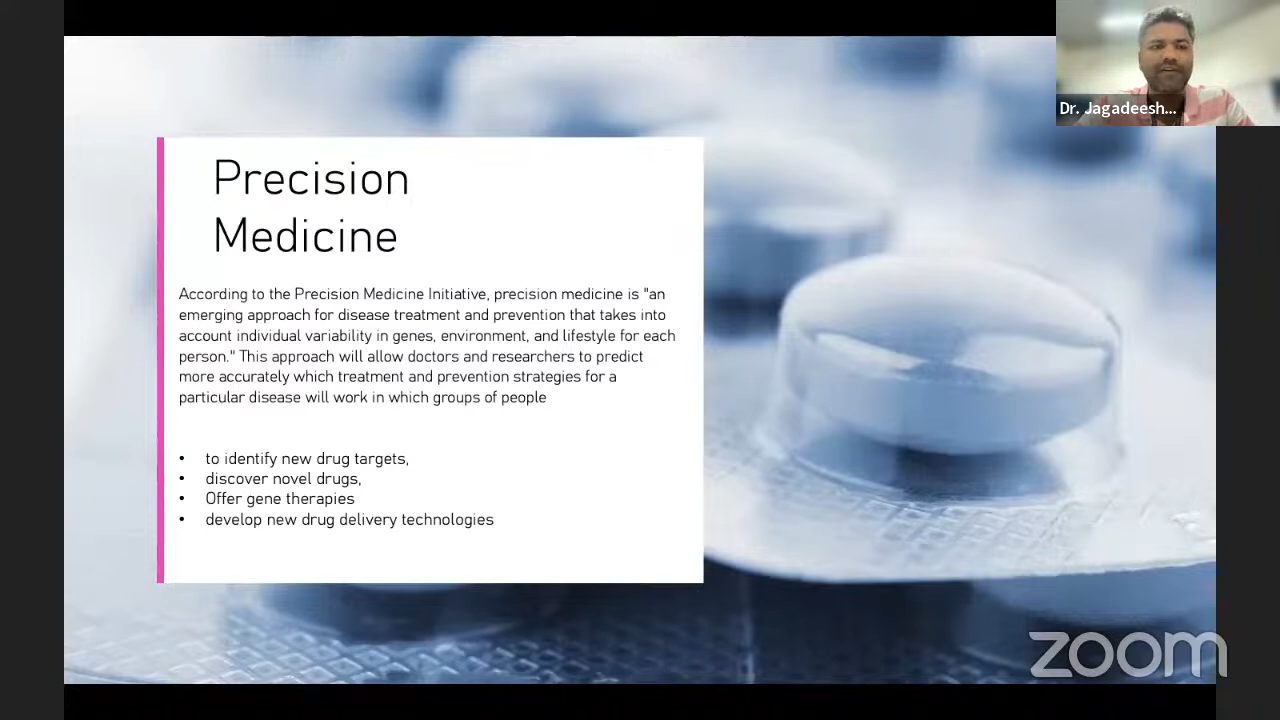 Dr. Jagadeesh...
Precision
Medicine
According to the Precision Medicine Initiative, precision medicine is "an
emerging approach for disease treatment and prevention that takes into
account individual variability in genes, environment, and lifestyle for each
person." This approach will allow doctors and researchers to predict
more accurately which treatment and prevention strategies for a
particular disease will work in which groups of people
• to identify new drug targets,
• discover novel drugs,
• Offer gene therapies
• develop new drug delivery technologies
zoom